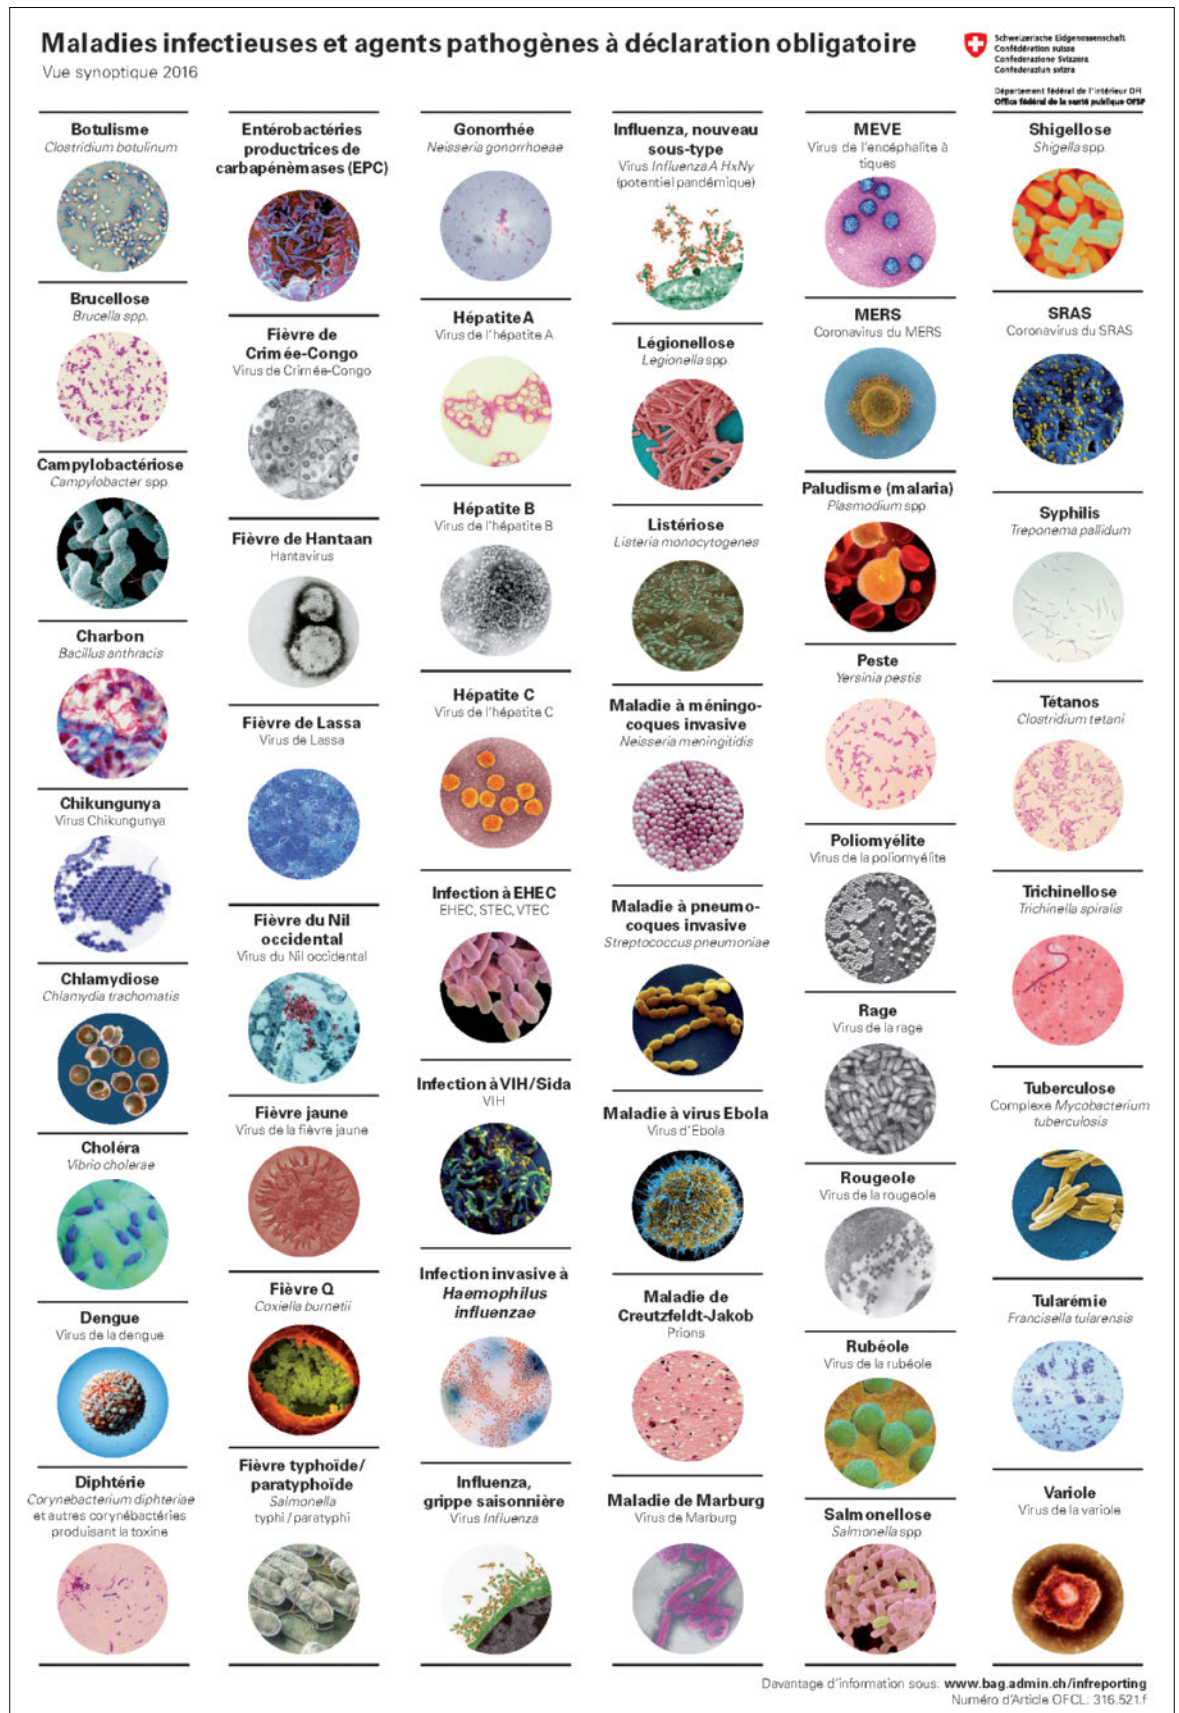 Maladies infectieuses et agents pathogènes à déclaration obligatoire
Vue synoptique 2016
Schweizerische Eidgenossenschaft
Confédération suisse
Confederazione Svizzera
Confederaziun svizra
Département fédéral de l'intérieur DFI
Office fédéral de la santé publique OFSP
Botulisme
Clostridium botulinum
Brucellose
Brucella spp.
Campylobactériose
Campylobacter spp.
Charbon
Bacillus anthracis
Chikungunya
Virus Chikungunya
Chlamydiose
Chlamydia trachomatis
Choléra
Vibrio cholerae
Dengue
Virus de la dengue
Diphtérie
Corynebacterium diphteriae
et autres corynébactéries
produisant la toxine
Entérobactéries
productrices de
carbapénèmases (EPC)
Fièvre de
Crimée-Congo
Virus de Crimée-Congo
Fièvre de Hantaan
Hantavirus
Fièvre de Lassa
Virus de Lassa
Fièvre du Nil
occidental
Virus du Nil occidental
Fièvre jaune
Virus de la fièvre jaune
Fièvre Q
Coxiella burnetii
Fièvre typhoïde/
paratyphoïde
Salmonella
typhi / paratyphi
Gonorrhée
Neisseria gonorrhoeae
Hépatite A
Virus de l'hépatite A
Hépatite B
Virus de l'hépatite B
Hépatite C
Virus de l'hépatite C
Infection à EHEC
EHEC, STEC, VTEC
Infection à VIH/Sida
VIH
Infection invasive à
Haemophilus
influenzae
Influenza,
grippe saisonnière
Virus Influenza
Influenza, nouveau
sous-type
Virus Influenza A HxNy
(potentiel pandémique)
Légionellose
Legionella spp.
Listériose
Listeria monocytogenes
Maladie à méningo-
coques invasive
Neisseria meningitidis
Maladie à pneumo-
coques invasive
Streptococcus pneumoniae
Maladie à virus Ebola
Virus d'Ebola
Maladie de
Creutzfeldt-Jakob
Prions
Maladie de Marburg
Virus de Marburg
MEVE
Virus de l'encéphalite à
tiques
MERS
Coronavirus du MERS
Paludisme (malaria)
Plasmodium spp.
Peste
Yersinia pestis
Poliomyélite
Virus de la poliomyélite
Rage
Virus de la rage
Rougeole
Virus de la rougeole
Rubéole
Virus de la rubéole
Salmonellose
Salmonella spp.
Shigellose
Shigella spp.
SRAS
Coronavirus du SRAS
Syphilis
Treponema pallidum
Tétanos
Clostridium tetani
Trichinellose
Trichinella spiralis
Tuberculose
Complexe Mycobacterium
tuberculosis
Tularémie
Francisella tularensis
Variole
Virus de la variole
Davantage d'information sous: www.bag.admin.ch/infreporting
Numéro d'Article OFCL: 316.521.f